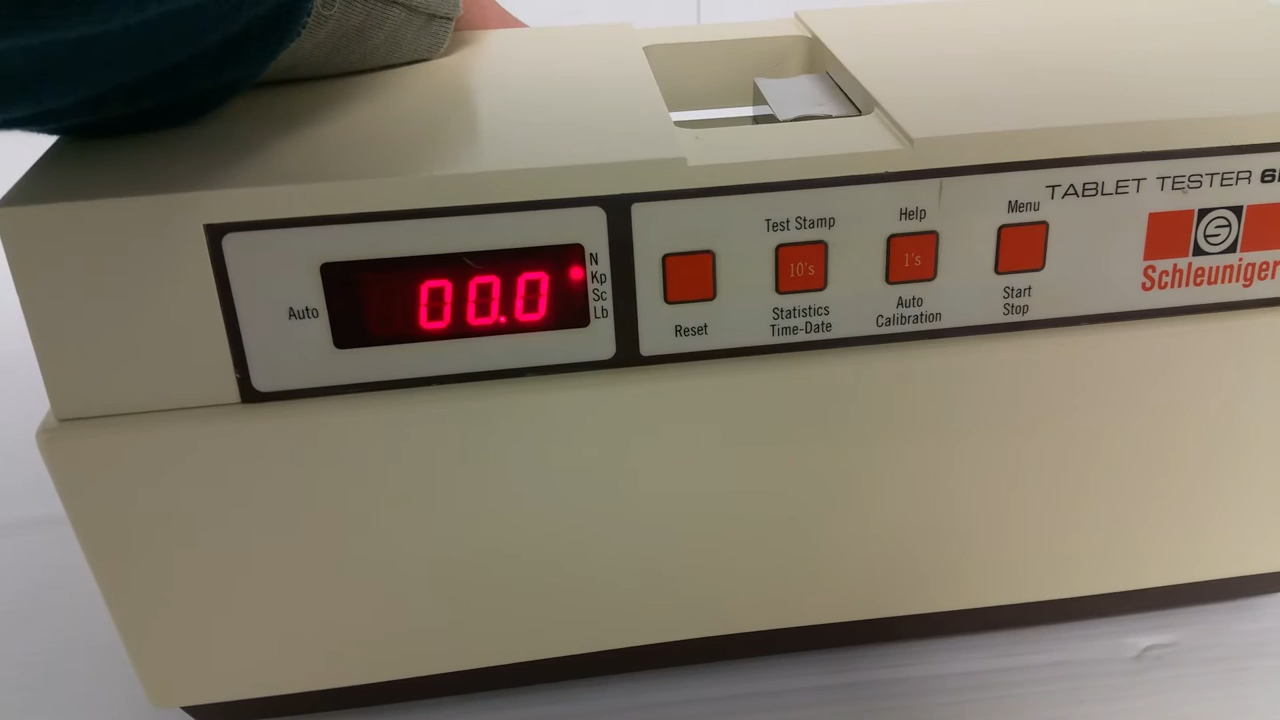 TABLET TESTER
Auto
00.0
N
Kp
Sc
Lb
Reset
Test Stamp
10's
Statistics
Time-Date
Help
1's
Auto
Calibration
Menu
Start
Stop
S
Schleuniger